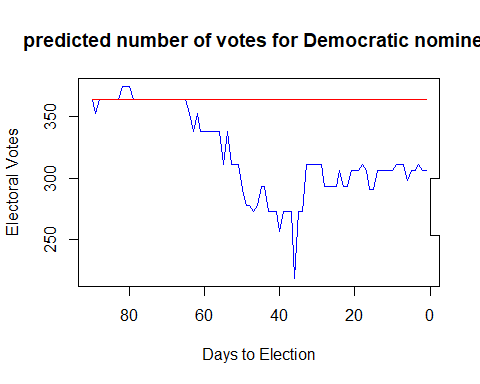 predicted number of votes for Democratic nomine
350
300
250
Electoral Votes
80 60 40 20 0
Days to Election